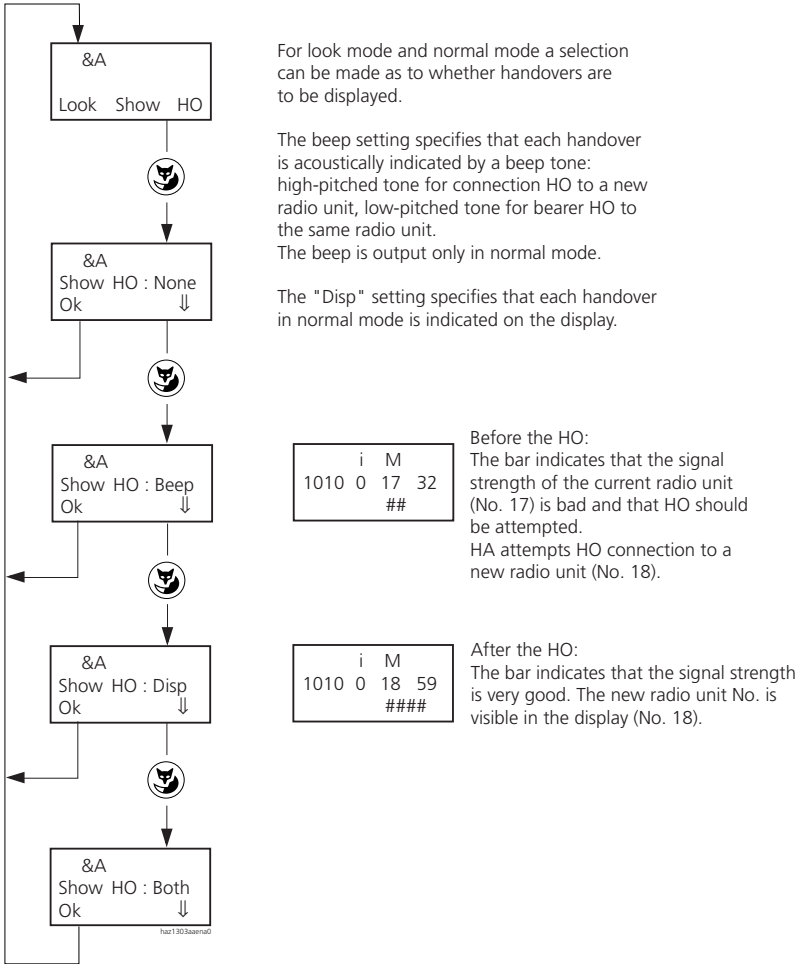 &A
Look Show HO
For look mode and normal mode a selection
can be made as to whether handovers are
to be displayed.
The beep setting specifies that each handover
is acoustically indicated by a beep tone:
high-pitched tone for connection HO to a new
radio unit, low-pitched tone for bearer HO to
the same radio unit.
The beep is output only in normal mode.
The "Disp" setting specifies that each handover
in normal mode is indicated on the display.
&A
Show HO : None
Ok ⇓
&A
Show HO : Beep
Ok ⇓
i M
1010 0 17 32
##
Before the HO:
The bar indicates that the signal
strength of the current radio unit
(No. 17) is bad and that HO should
be attempted.
HA attempts HO connection to a
new radio unit (No. 18).
&A
Show HO : Disp
Ok ⇓
i M
1010 0 18 59
####
After the HO:
The bar indicates that the signal strength
is very good. The new radio unit No. is
visible in the display (No. 18).
&A
Show HO : Both
Ok ⇓
haz1303aaena0